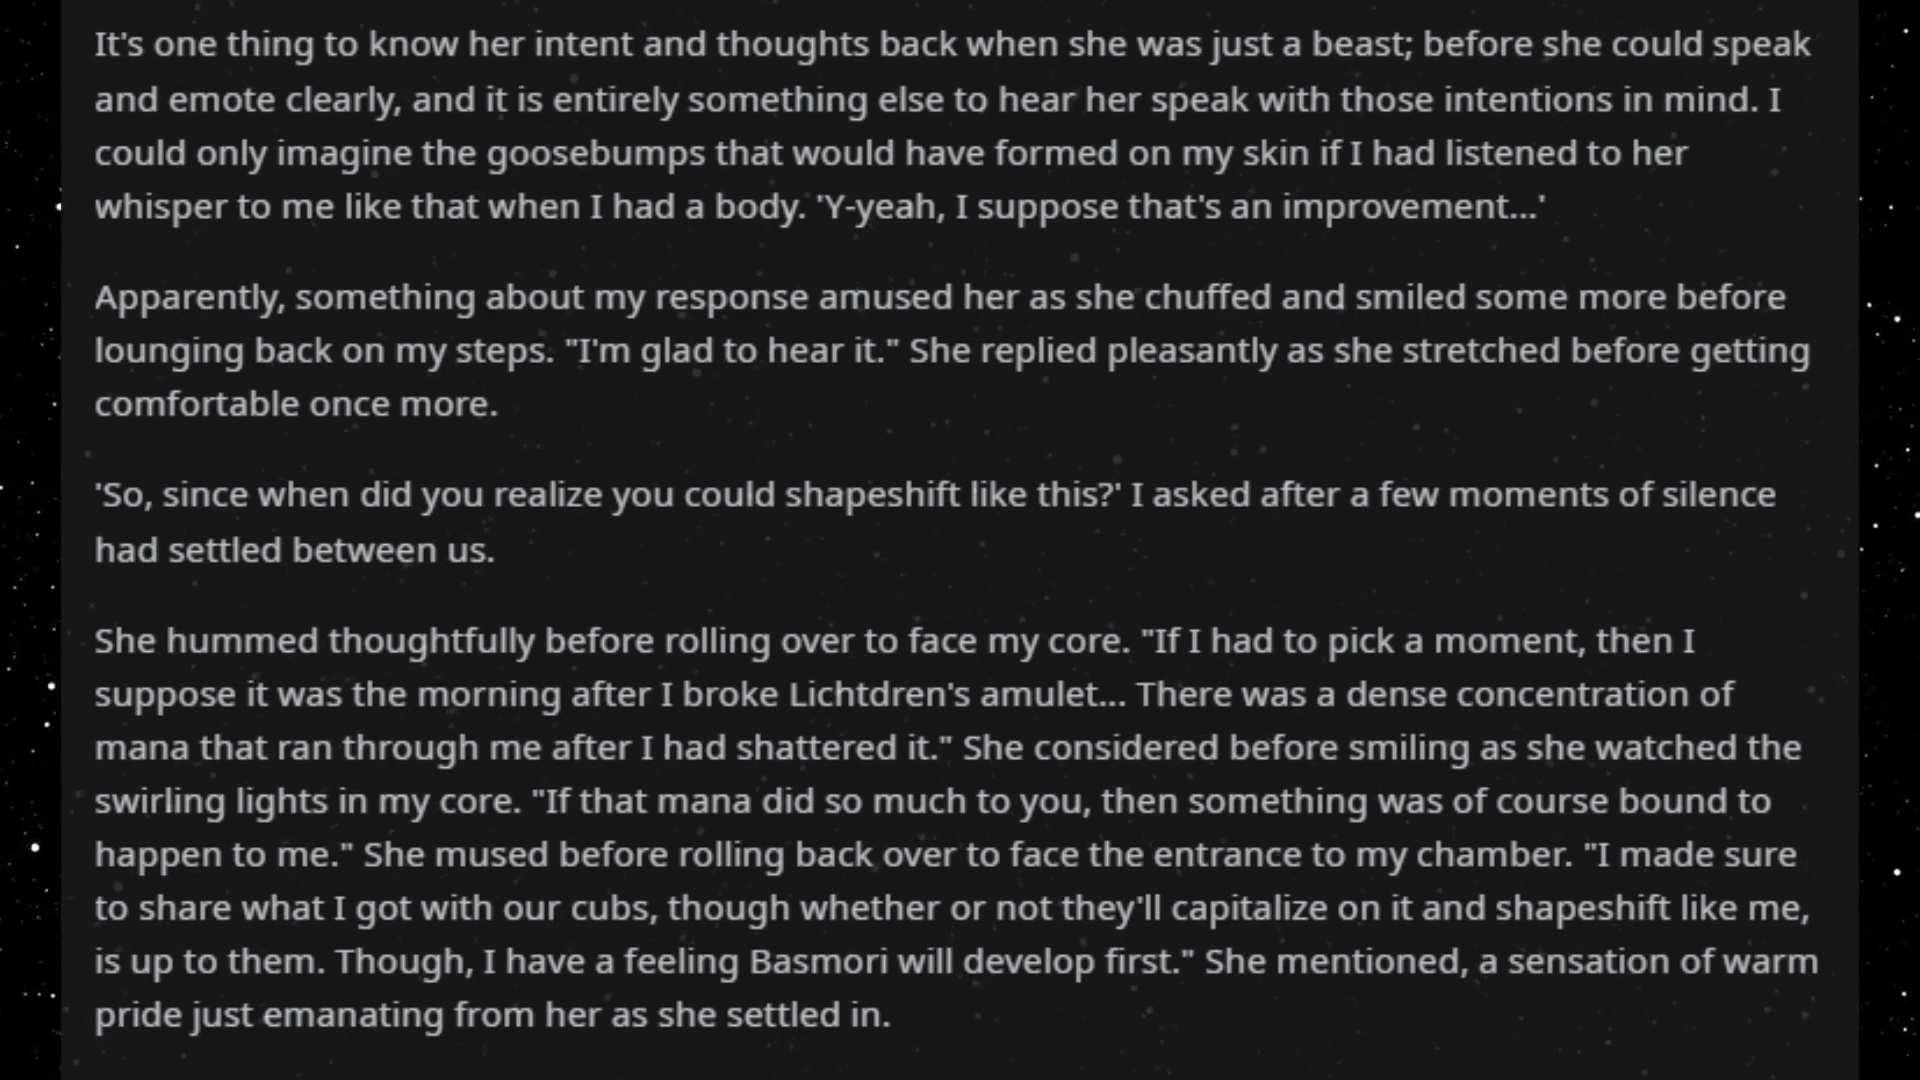 It's one thing to know her intent and thoughts back when she was just a beast; before she could speak
and emote clearly, and it is entirely something else to hear her speak with those intentions in mind. I
could only imagine the goosebumps that would have formed on my skin if I had listened to her
whisper to me like that when I had a body. 'Y-yeah, I suppose that's an improvement...'
Apparently, something about my response amused her as she chuffed and smiled some more before
lounging back on my steps. "I'm glad to hear it." She replied pleasantly as she stretched before getting
comfortable once more.
'So, since when did you realize you could shapeshift like this?' I asked after a few moments of silence
had settled between us.
She hummed thoughtfully before rolling over to face my core. "If I had to pick a moment, then I
suppose it was the morning after I broke Lichtdren's amulet... There was a dense concentration of
mana that ran through me after I had shattered it." She considered before smiling as she watched the
swirling lights in my core. "If that mana did so much to you, then something was of course bound to
happen to me." She mused before rolling back over to face the entrance to my chamber. "I made sure
to share what I got with our cubs, though whether or not they'll capitalize on it and shapeshift like me,
is up to them. Though, I have a feeling Basmori will develop first." She mentioned, a sensation of warm
pride just emanating from her as she settled in.